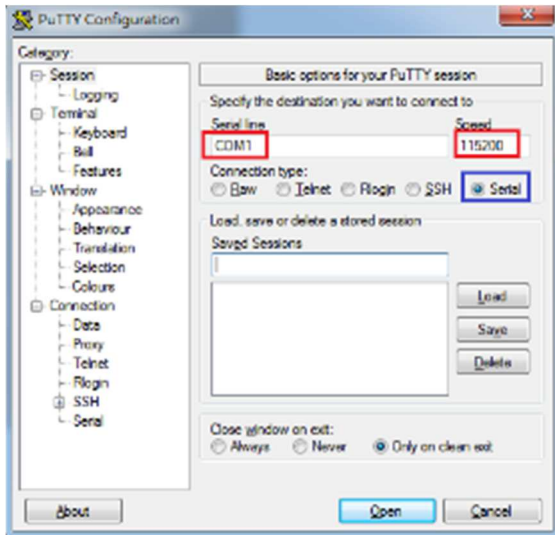 PuTTY Configuration
Category:
Session
Logging
Terminal
Keyboard
Bell
Features
Window
Appearance
Behaviour
Translation
Selection
Colours
Connection
Data
Proxy
Telnet
Rlogin
SSH
Serial
Basic options for your PuTTY session
Specify the destination you want to connect to
Serial line Speed
COM1 115200
Connection type:
Raw Telnet Rlogin SSH Serial
Load, save or delete a stored session
Saved Sessions
Load
Save
Delete
Close window on exit:
Always Never Only on clean exit
About Open Cancel